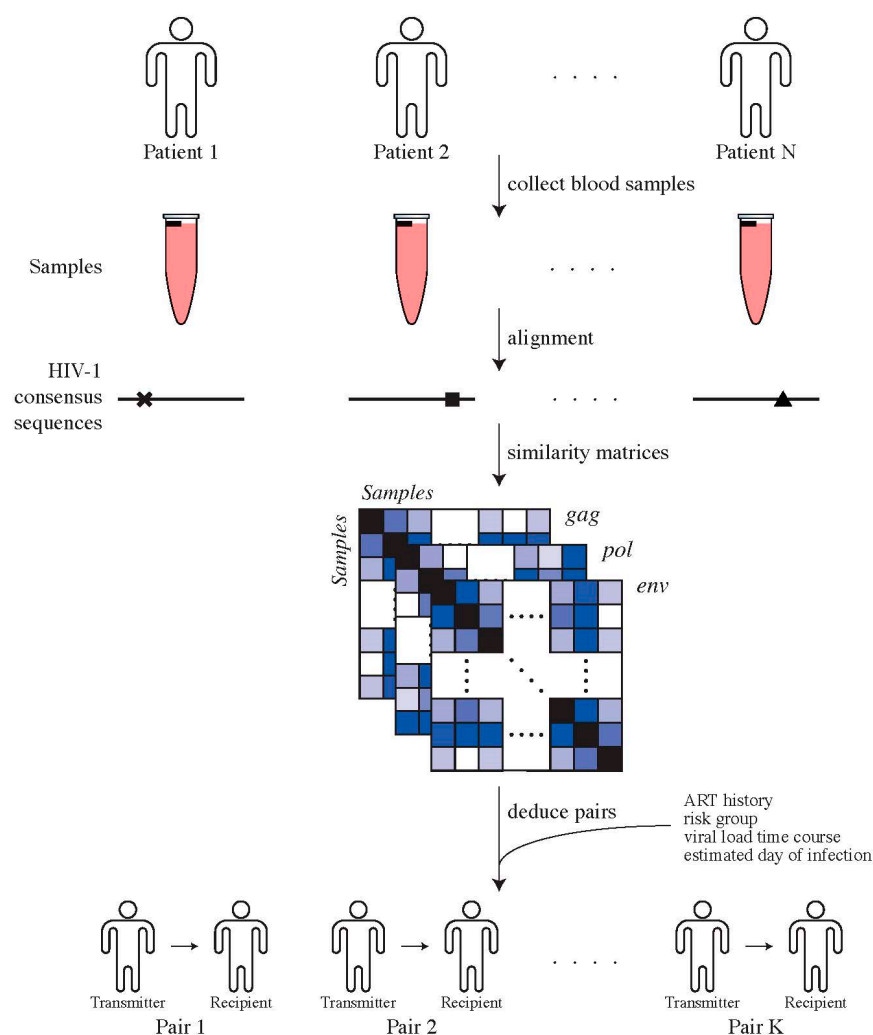 Patient 1
Patient 2
Patient N
collect blood samples
Samples
alignment
HIV-1
consensus
sequences
similarity matrices
Samples
Samples
gag
pol
env
deduce pairs
ART history
risk group
viral load time course
estimated day of infection
Transmitter
Recipient
Transmitter
Recipient
Transmitter
Recipient
Pair 1
Pair 2
Pair K